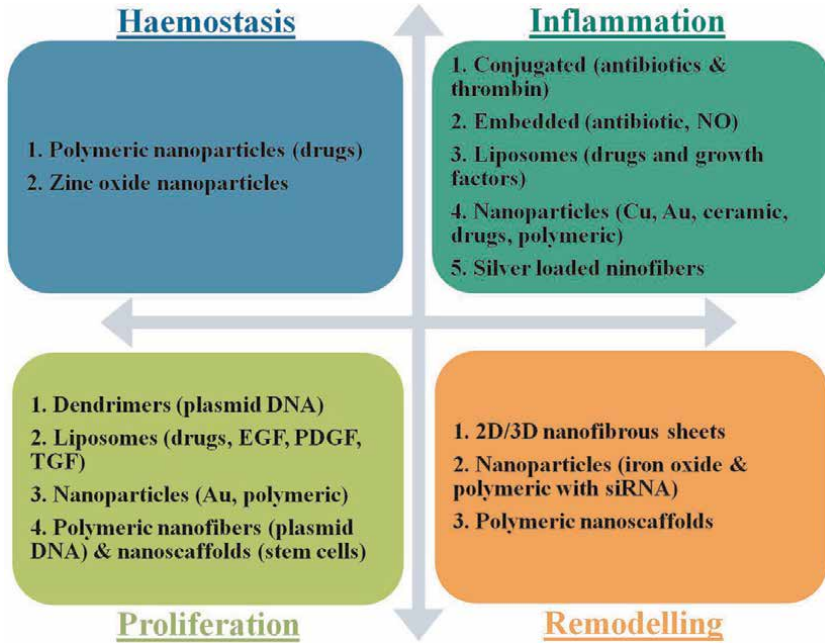 Haemostasis
1. Polymeric nanoparticles (drugs)
2. Zinc oxide nanoparticles
Inflammation
1. Conjugated (antibiotics &
thrombin)
2. Embedded (antibiotic, NO)
3. Liposomes (drugs and growth
factors)
4. Nanoparticles (Cu, Au, ceramic,
drugs, polymeric)
5. Silver loaded ninofibers
1. Dendrimers (plasmid DNA)
2. Liposomes (drugs, EGF, PDGF,
TGF)
3. Nanoparticles (Au, polymeric)
4. Polymeric nanofibers (plasmid
DNA) & nanoscaffolds (stem cells)
Proliferation
1. 2D/3D nanofibrous sheets
2. Nanoparticles (iron oxide &
polymeric with siRNA)
3. Polymeric nanoscaffolds
Remodelling